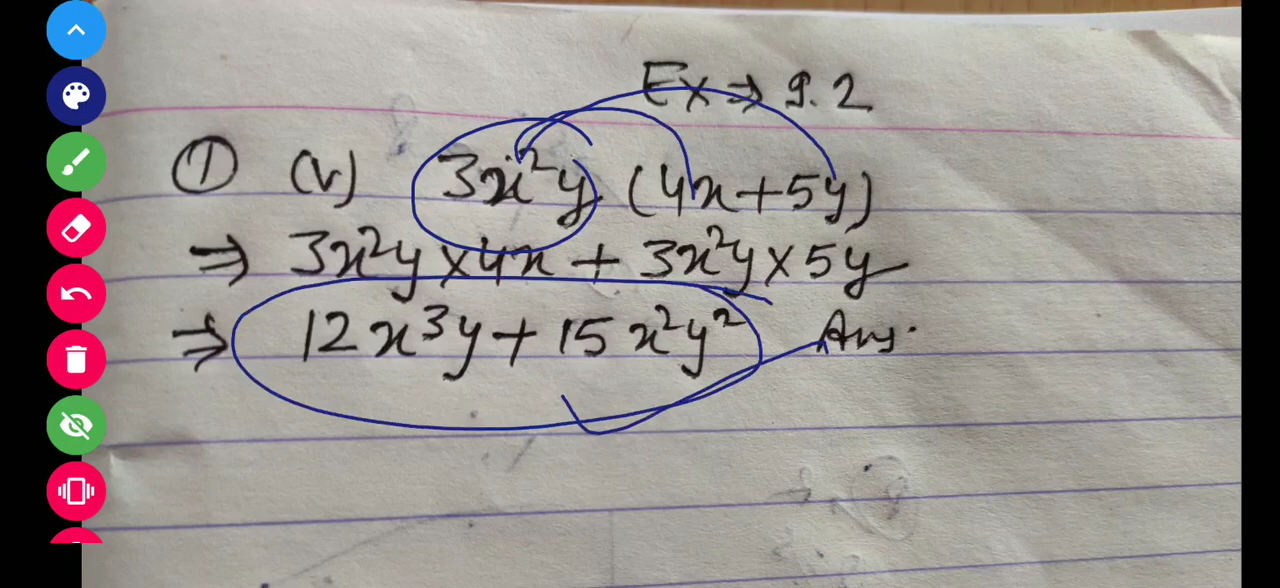 Ex → 9.2
① (v) 3x²y (4x+5y)
⇒ 3x²y×4x + 3x²y×5y
⇒ 12x³y + 15x²y² Ans.